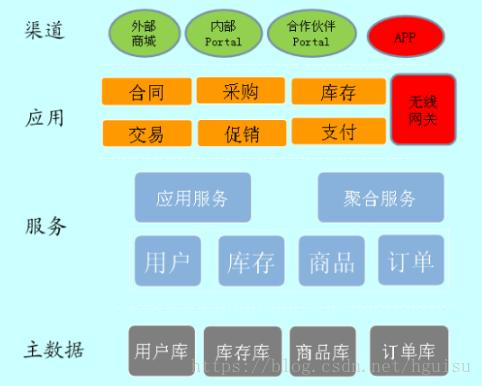 渠道
外部
商城
内部
Portal
合作伙伴
Portal
APP
应用
合同
采购
库存
无线
网关
交易
促销
支付
服务
应用服务
聚合服务
用户
库存
商品
订单
主数据
用户库
库存库
商品库
订单库
https://blog.csdn.net/hguisu